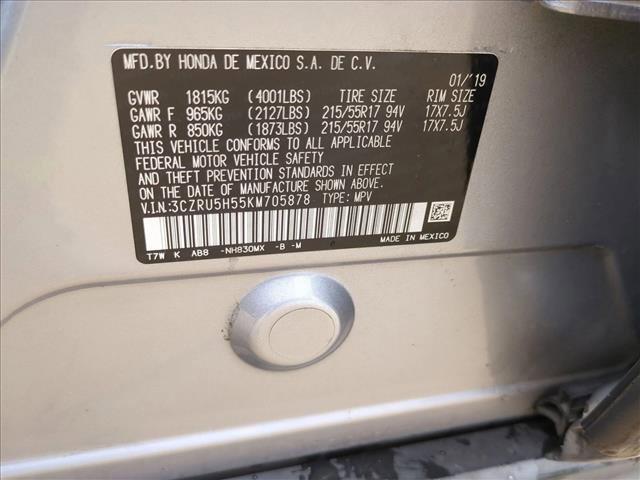 MFD.BY HONDA DE MEXICO S.A. DE C.V.
01/'19
GVWR 1815KG (4001LBS) TIRE SIZE RIM SIZE
GAWR F 965KG (2127LBS) 215/55R17 94V 17X7.5J
GAWR R 850KG (1873LBS) 215/55R17 94V 17X7.5J
THIS VEHICLE CONFORMS TO ALL APPLICABLE
FEDERAL MOTOR VEHICLE SAFETY
AND THEFT PREVENTION STANDARDS IN EFFECT ON THE
DATE OF MANUFACTURE SHOWN ABOVE.
V.I.N.:3CZRU5H55KM705878 TYPE: MPV
MADE IN MEXICO
T7W K AB8 -NH830MX -B -M